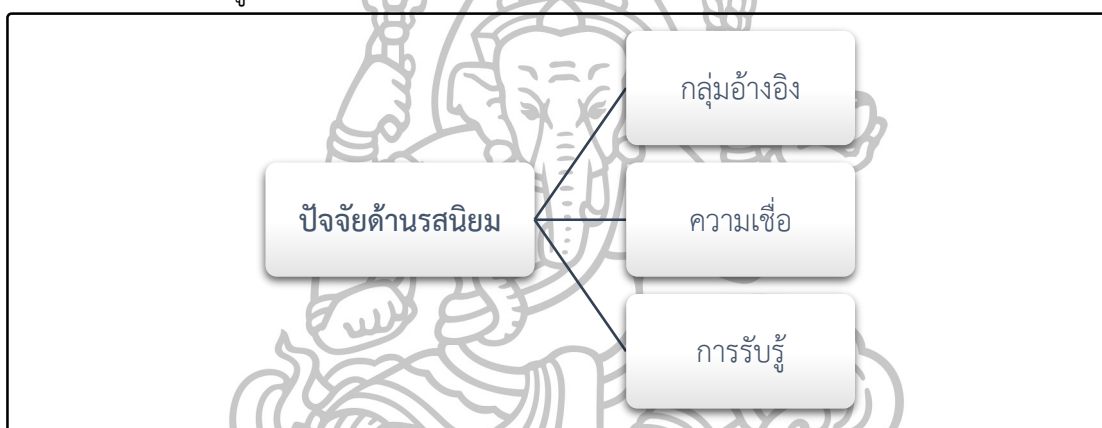 ปัจจัยด้านรสนิยม
กลุ่มอ้างอิง
ความเชื่อ
การรับรู้